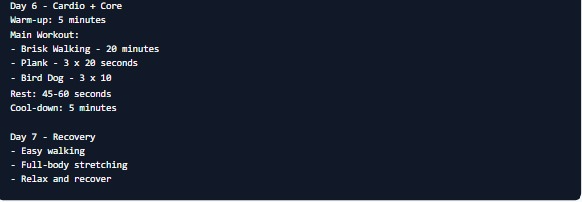 Day 6 - Cardio + Core
Warm-up: 5 minutes
Main Workout:
- Brisk Walking - 20 minutes
- Plank - 3 x 20 seconds
- Bird Dog - 3 x 10
Rest: 45-60 seconds
Cool-down: 5 minutes
Day 7 - Recovery
- Easy walking
- Full-body stretching
- Relax and recover